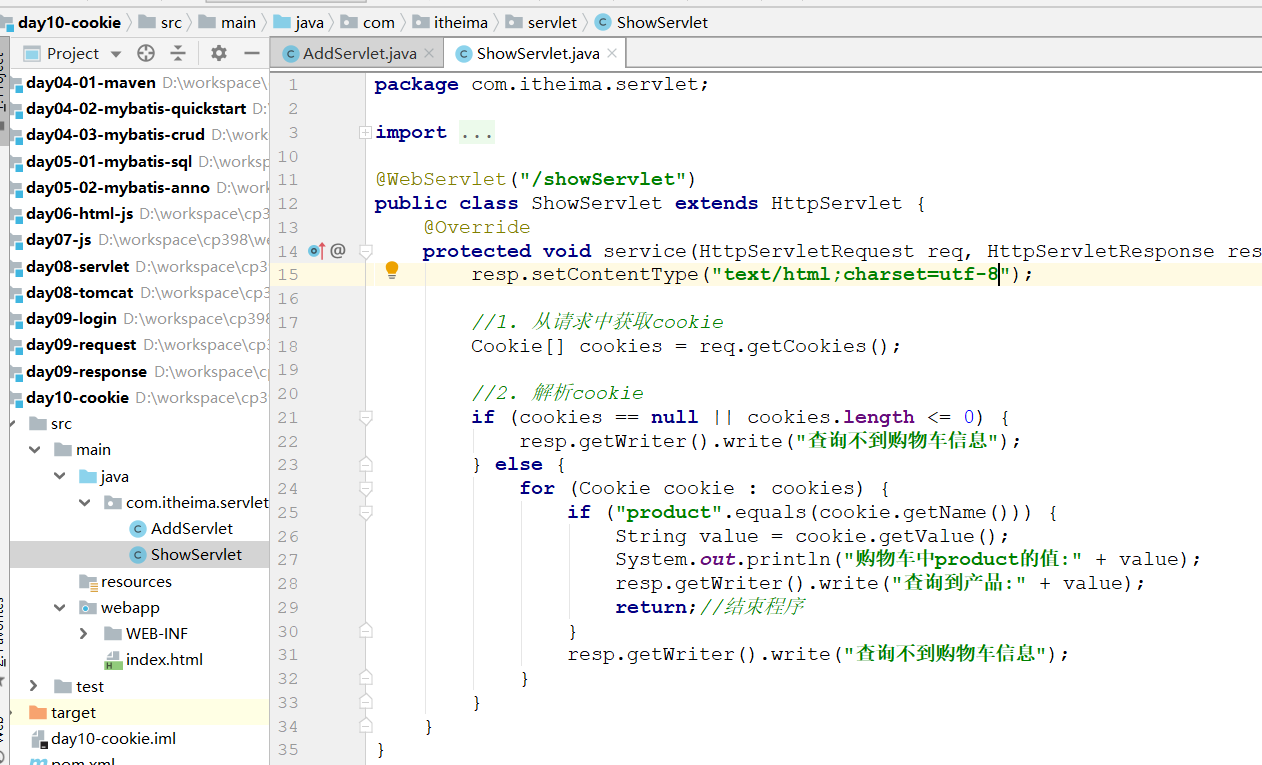 day10-cookie src main java com itheima servlet ShowServlet
Project
AddServlet.java ShowServlet.java
day04-01-maven D:\workspace\
day04-02-mybatis-quickstart D:
day04-03-mybatis-crud D:\work
day05-01-mybatis-sql D:\worksp
day05-02-mybatis-anno D:\work
day06-html-js D:\workspace\cp39
day07-js D:\workspace\cp398\we
day08-servlet D:\workspace\cp3
day08-tomcat D:\workspace\cp3
day09-login D:\workspace\cp398
day09-request D:\workspace\cp3
day09-response D:\workspace\cp
day10-cookie D:\workspace\cp3
src
main
java
com.itheima.servlet
AddServlet
ShowServlet
resources
webapp
WEB-INF
index.html
test
target
day10-cookie.iml
pom.xml
1 package com.itheima.servlet;
2
3 import ...
10
11 @WebServlet("/showServlet")
12 public class ShowServlet extends HttpServlet {
13 @Override
14 @ protected void service(HttpServletRequest req, HttpServletResponse res
15 resp.setContentType("text/html;charset=utf-8");
16
17 //1. 从请求中获取cookie
18 Cookie[] cookies = req.getCookies();
19
20 //2. 解析cookie
21 if (cookies == null || cookies.length <= 0) {
22 resp.getWriter().write("查询不到购物车信息");
23 } else {
24 for (Cookie cookie : cookies) {
25 if ("product".equals(cookie.getName())) {
26 String value = cookie.getValue();
27 System.out.println("购物车中product的值:" + value);
28 resp.getWriter().write("查询到产品:" + value);
29 return;//结束程序
30 }
31 resp.getWriter().write("查询不到购物车信息");
32 }
33 }
34 }
35 }